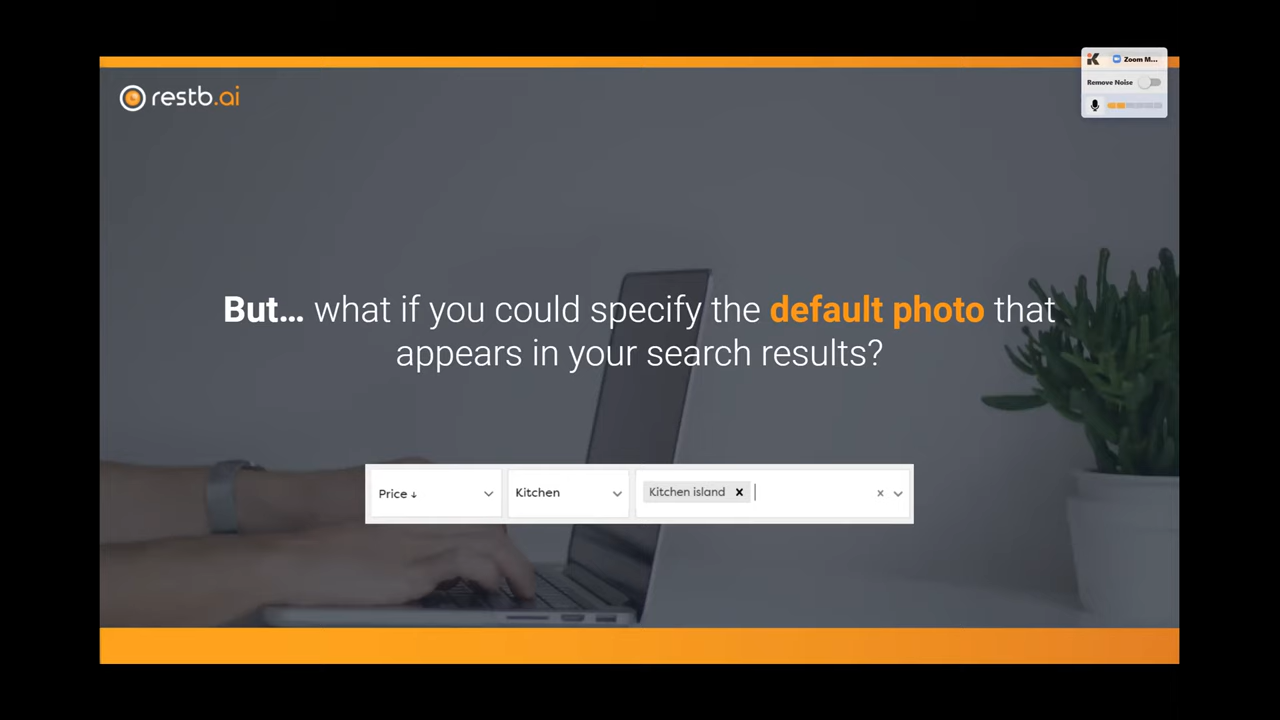 restb.ai
Zoom M...
Remove Noise
But... what if you could specify the default photo that
appears in your search results?
Price ↓
Kitchen
Kitchen island x